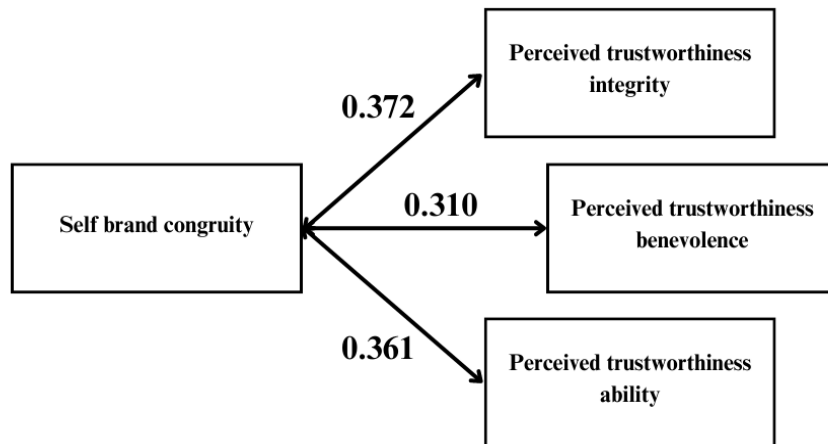 Perceived trustworthiness
integrity
0.372
Self brand congruity
0.310
Perceived trustworthiness
benevolence
0.361
Perceived trustworthiness
ability